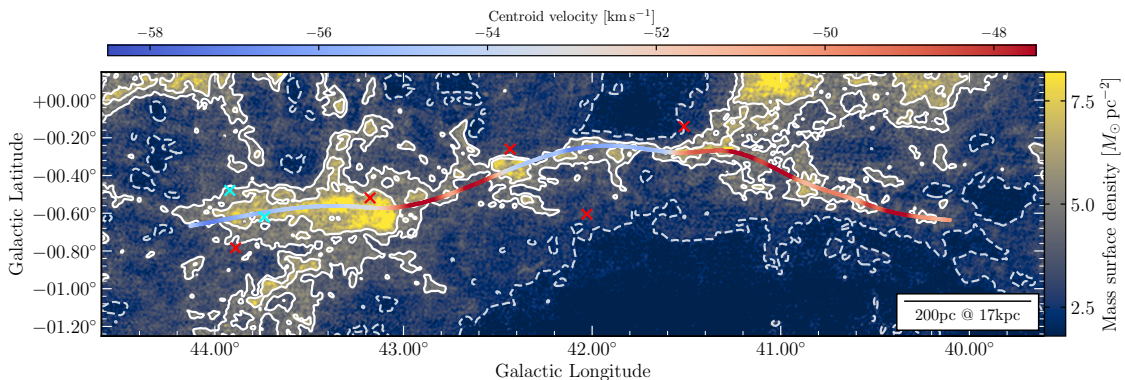 Centroid velocity [km s⁻¹]
−58 −56 −54 −52 −50 −48
+00.00°
−00.20°
−00.40°
−00.60°
−00.80°
−01.00°
−01.20°
Galactic Latitude
44.00° 43.00° 42.00° 41.00° 40.00°
Galactic Longitude
200pc @ 17kpc
7.5
5.0
2.5
Mass surface density [M⊙ pc⁻²]